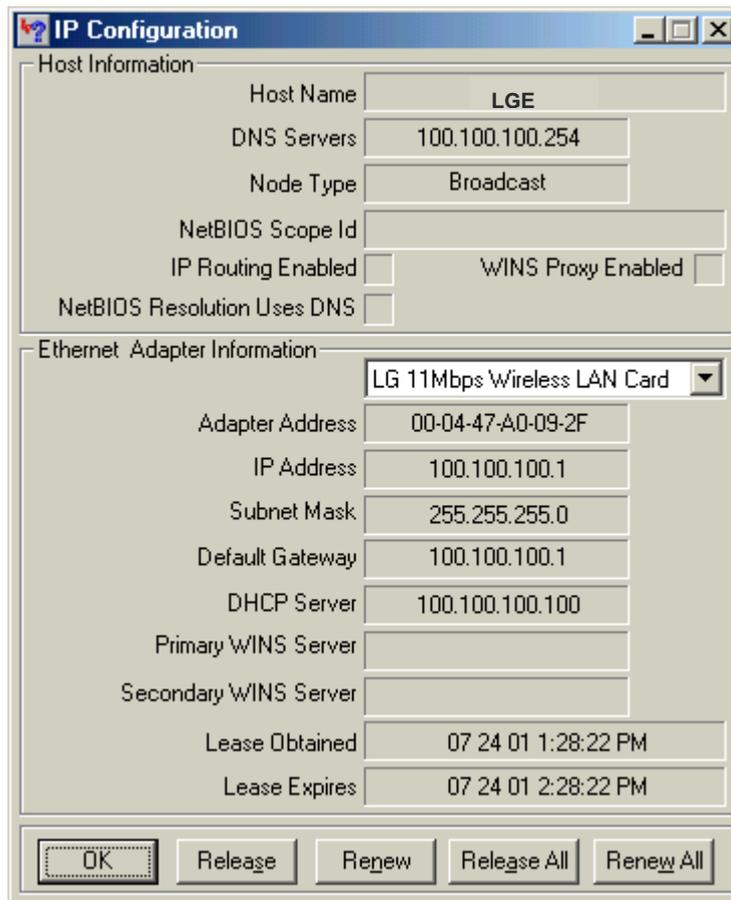 IP Configuration
Host Information
Host Name LGE
DNS Servers 100.100.100.254
Node Type Broadcast
NetBIOS Scope Id
IP Routing Enabled WINS Proxy Enabled
NetBIOS Resolution Uses DNS
Ethernet Adapter Information
LG 11Mbps Wireless LAN Card
Adapter Address 00-04-47-A0-09-2F
IP Address 100.100.100.1
Subnet Mask 255.255.255.0
Default Gateway 100.100.100.1
DHCP Server 100.100.100.100
Primary WINS Server
Secondary WINS Server
Lease Obtained 07 24 01 1:28:22 PM
Lease Expires 07 24 01 2:28:22 PM
OK Release Renew Release All Renew All